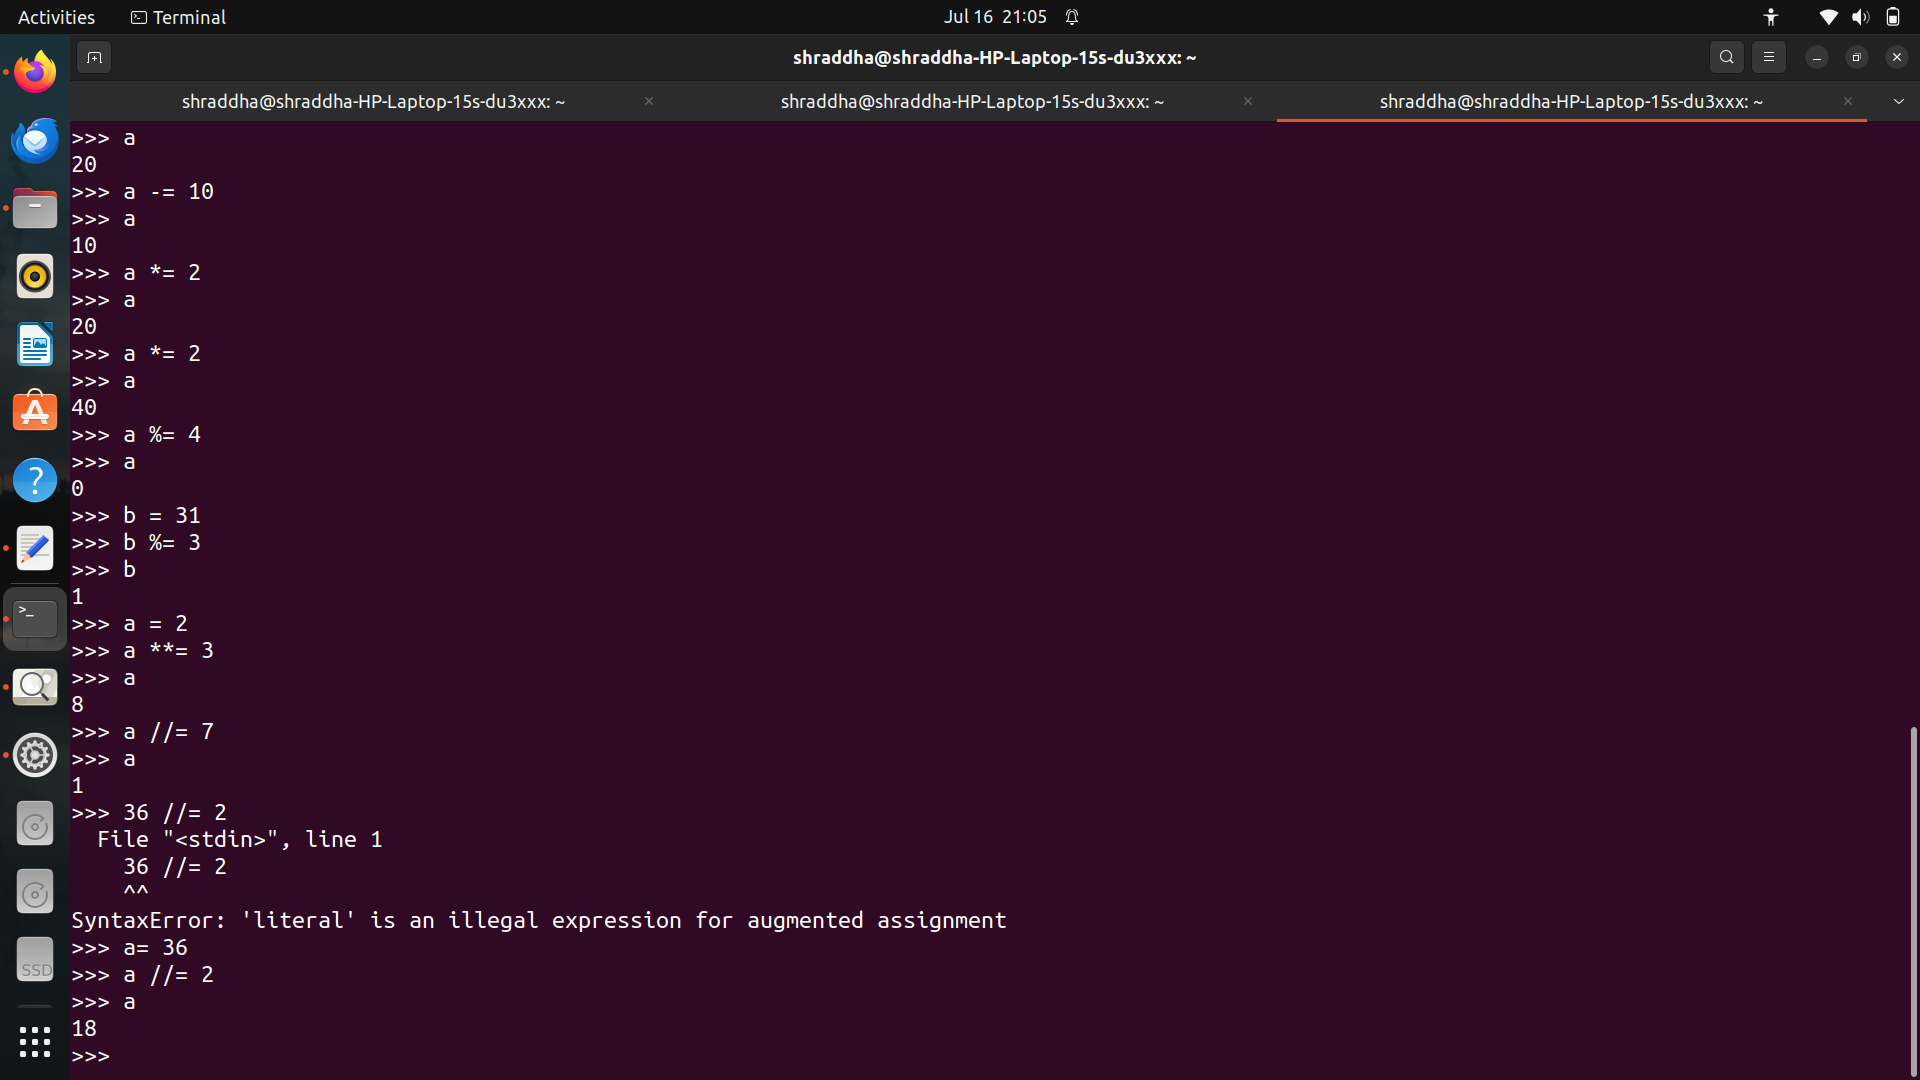 Activities
Terminal
Jul 16 21:05
shraddha@shraddha-HP-Laptop-15s-du3xxx: ~
shraddha@shraddha-HP-Laptop-15s-du3xxx: ~
shraddha@shraddha-HP-Laptop-15s-du3xxx: ~
shraddha@shraddha-HP-Laptop-15s-du3xxx: ~
>>> a
20
>>> a -= 10
>>> a
10
>>> a *= 2
>>> a
20
>>> a *= 2
>>> a
40
>>> a %= 4
>>> a
0
>>> b = 31
>>> b %= 3
>>> b
1
>>> a = 2
>>> a **= 3
>>> a
8
>>> a //= 7
>>> a
1
>>> 36 //= 2
  File "<stdin>", line 1
    36 //= 2
    ^^
SyntaxError: 'literal' is an illegal expression for augmented assignment
>>> a= 36
>>> a //= 2
>>> a
18
>>>
SSD